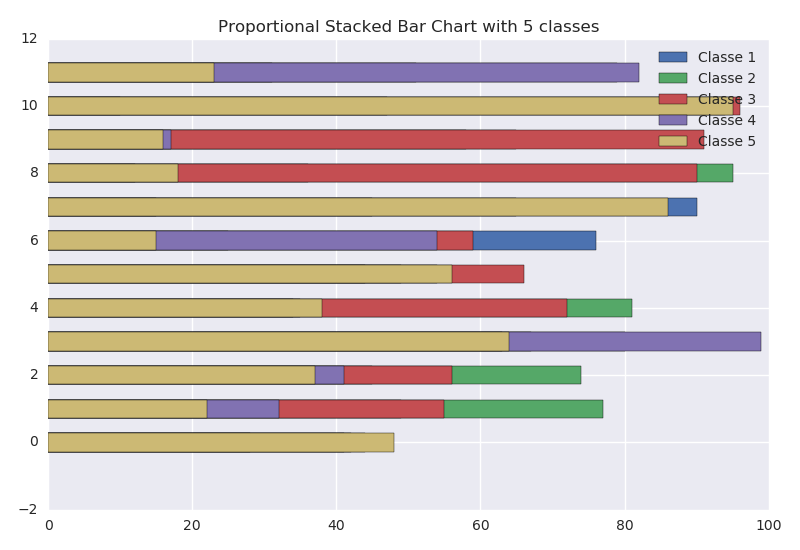 Proportional Stacked Bar Chart with 5 classes
12
10
8
6
4
2
0
−2
0 20 40 60 80 100
Classe 1
Classe 2
Classe 3
Classe 4
Classe 5